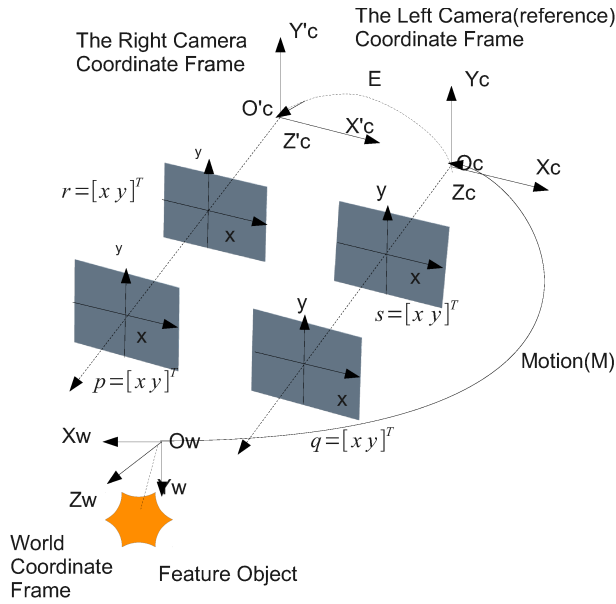 The Right Camera
Coordinate Frame
The Left Camera(reference)
Coordinate Frame
Y'c
E
Yc
O'c
X'c
Z'c
Oc
Xc
Zc
y
r=[x y]^T
x
y
x
s=[x y]^T
y
x
p=[x y]^T
y
x
q=[x y]^T
Motion(M)
Xw
Ow
Zw
Yw
World
Coordinate
Frame
Feature Object